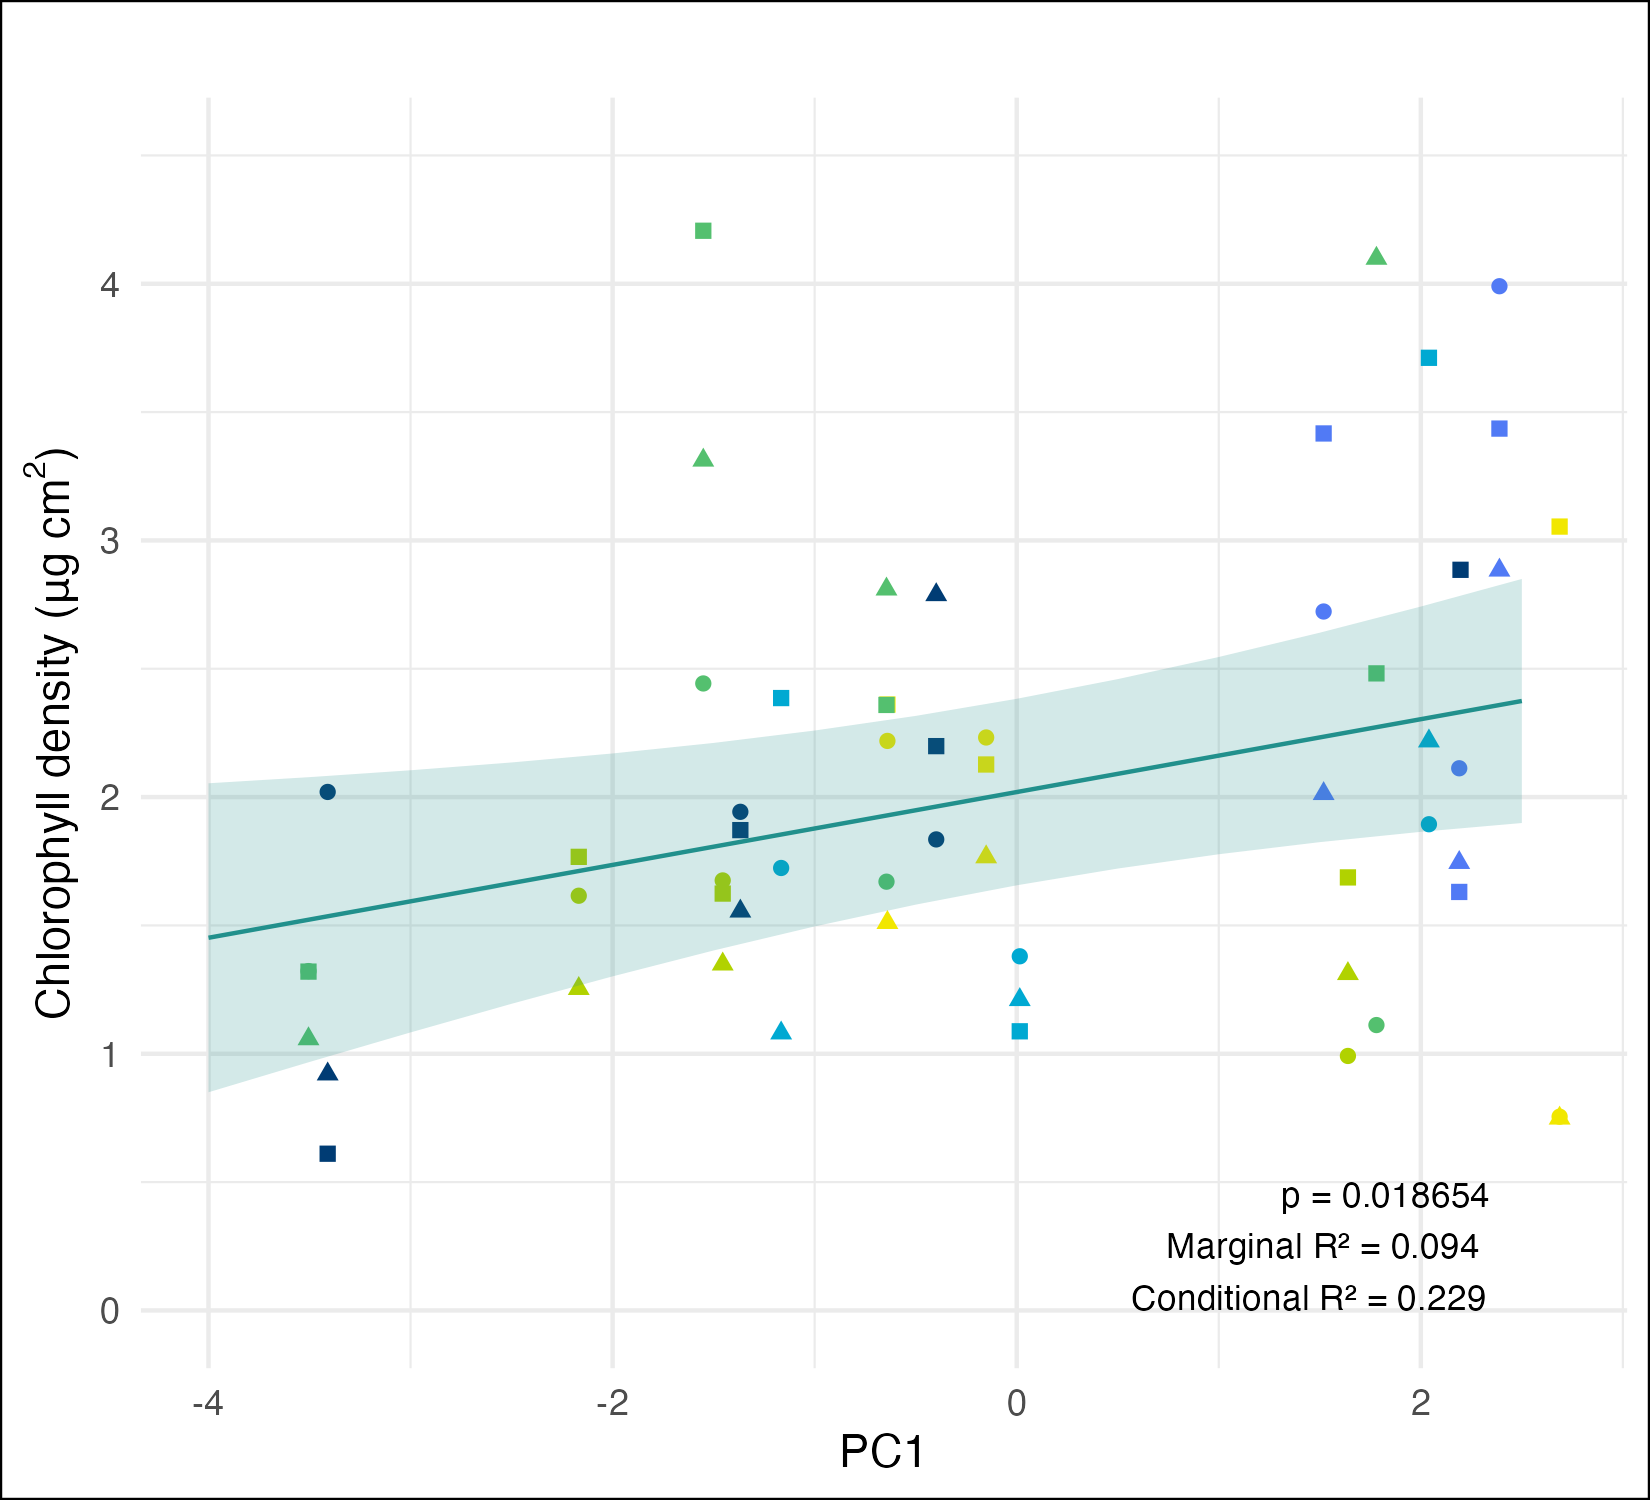 Chlorophyll density (µg cm²)
4
3
2
1
0
p = 0.018654
Marginal R² = 0.094
Conditional R² = 0.229
-4
-2
0
2
PC1